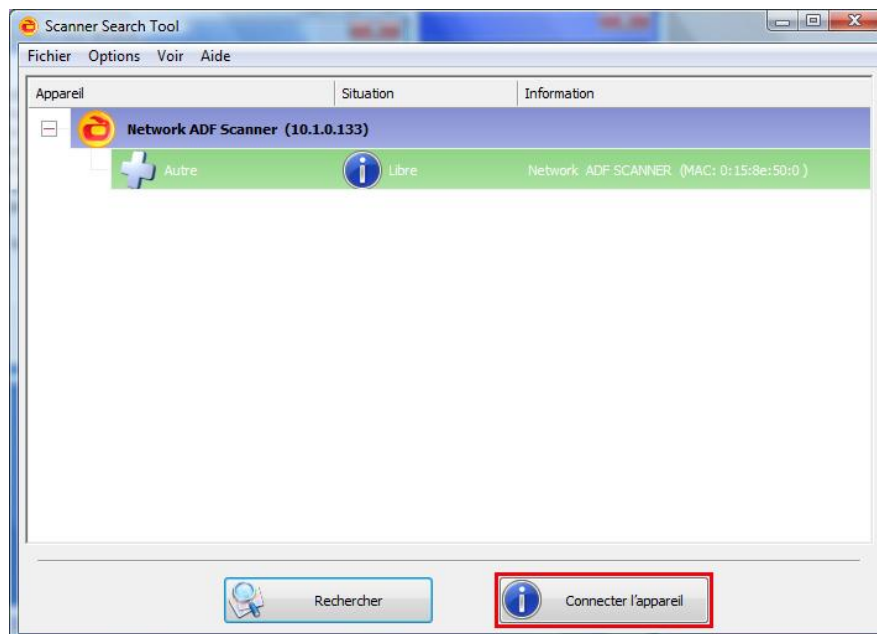 Scanner Search Tool
Fichier Options Voir Aide
Appareil Situation Information
Network ADF Scanner (10.1.0.133)
Autre Libre Network ADF SCANNER (MAC: 0:15:8e:50:0 )
Rechercher Connecter l'appareil